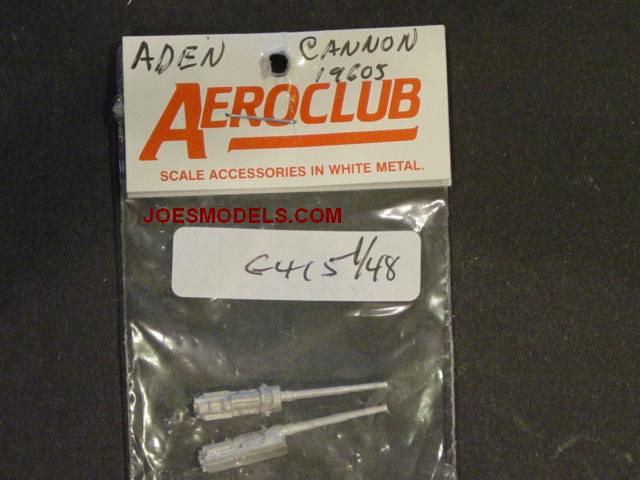 ADEN CANNON
1960S
AEROCLUB
SCALE ACCESSORIES IN WHITE METAL.
JOESMODELS.COM
G415 1/48